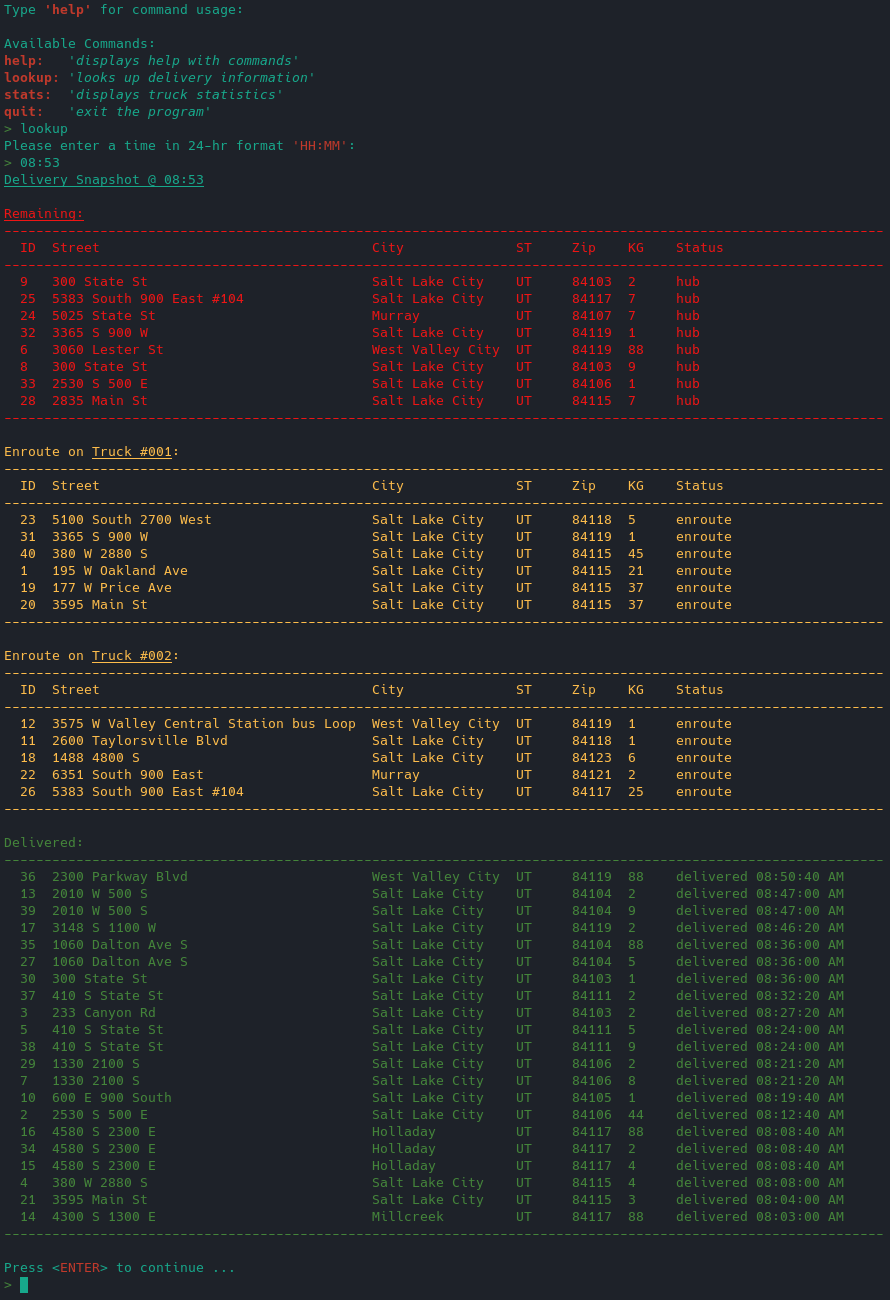 Type 'help' for command usage:

Available Commands:
help:   'displays help with commands'
lookup: 'looks up delivery information'
stats:  'displays truck statistics'
quit:   'exit the program'
> lookup
Please enter a time in 24-hr format 'HH:MM':
> 08:53
Delivery Snapshot @ 08:53

Remaining:
--------------------------------------------------------------------------------------------------------------
  ID  Street                                  City              ST     Zip    KG    Status
--------------------------------------------------------------------------------------------------------------
  9   300 State St                            Salt Lake City    UT     84103  2     hub
  25  5383 South 900 East #104                Salt Lake City    UT     84117  7     hub
  24  5025 State St                           Murray            UT     84107  7     hub
  32  3365 S 900 W                            Salt Lake City    UT     84119  1     hub
  6   3060 Lester St                          West Valley City  UT     84119  88    hub
  8   300 State St                            Salt Lake City    UT     84103  9     hub
  33  2530 S 500 E                            Salt Lake City    UT     84106  1     hub
  28  2835 Main St                            Salt Lake City    UT     84115  7     hub
--------------------------------------------------------------------------------------------------------------

Enroute on Truck #001:
--------------------------------------------------------------------------------------------------------------
  ID  Street                                  City              ST     Zip    KG    Status
--------------------------------------------------------------------------------------------------------------
  23  5100 South 2700 West                    Salt Lake City    UT     84118  5     enroute
  31  3365 S 900 W                            Salt Lake City    UT     84119  1     enroute
  40  380 W 2880 S                            Salt Lake City    UT     84115  45    enroute
  1   195 W Oakland Ave                       Salt Lake City    UT     84115  21    enroute
  19  177 W Price Ave                         Salt Lake City    UT     84115  37    enroute
  20  3595 Main St                            Salt Lake City    UT     84115  37    enroute
--------------------------------------------------------------------------------------------------------------

Enroute on Truck #002:
--------------------------------------------------------------------------------------------------------------
  ID  Street                                  City              ST     Zip    KG    Status
--------------------------------------------------------------------------------------------------------------
  12  3575 W Valley Central Station bus Loop  West Valley City  UT     84119  1     enroute
  11  2600 Taylorsville Blvd                  Salt Lake City    UT     84118  1     enroute
  18  1488 4800 S                             Salt Lake City    UT     84123  6     enroute
  22  6351 South 900 East                     Murray            UT     84121  2     enroute
  26  5383 South 900 East #104                Salt Lake City    UT     84117  25    enroute
--------------------------------------------------------------------------------------------------------------

Delivered:
--------------------------------------------------------------------------------------------------------------
  36  2300 Parkway Blvd                       West Valley City  UT     84119  88    delivered 08:50:40 AM
  13  2010 W 500 S                            Salt Lake City    UT     84104  2     delivered 08:47:00 AM
  39  2010 W 500 S                            Salt Lake City    UT     84104  9     delivered 08:47:00 AM
  17  3148 S 1100 W                           Salt Lake City    UT     84119  2     delivered 08:46:20 AM
  35  1060 Dalton Ave S                       Salt Lake City    UT     84104  88    delivered 08:36:00 AM
  27  1060 Dalton Ave S                       Salt Lake City    UT     84104  5     delivered 08:36:00 AM
  30  300 State St                            Salt Lake City    UT     84103  1     delivered 08:36:00 AM
  37  410 S State St                          Salt Lake City    UT     84111  2     delivered 08:32:20 AM
  3   233 Canyon Rd                           Salt Lake City    UT     84103  2     delivered 08:27:20 AM
  5   410 S State St                          Salt Lake City    UT     84111  5     delivered 08:24:00 AM
  38  410 S State St                          Salt Lake City    UT     84111  9     delivered 08:24:00 AM
  29  1330 2100 S                             Salt Lake City    UT     84106  2     delivered 08:21:20 AM
  7   1330 2100 S                             Salt Lake City    UT     84106  8     delivered 08:21:20 AM
  10  600 E 900 South                         Salt Lake City    UT     84105  1     delivered 08:19:40 AM
  2   2530 S 500 E                            Salt Lake City    UT     84106  44    delivered 08:12:40 AM
  16  4580 S 2300 E                           Holladay          UT     84117  88    delivered 08:08:40 AM
  34  4580 S 2300 E                           Holladay          UT     84117  2     delivered 08:08:40 AM
  15  4580 S 2300 E                           Holladay          UT     84117  4     delivered 08:08:40 AM
  4   380 W 2880 S                            Salt Lake City    UT     84115  4     delivered 08:08:00 AM
  21  3595 Main St                            Salt Lake City    UT     84115  3     delivered 08:04:00 AM
  14  4300 S 1300 E                           Millcreek         UT     84117  88    delivered 08:03:00 AM
--------------------------------------------------------------------------------------------------------------

Press <ENTER> to continue ...
>